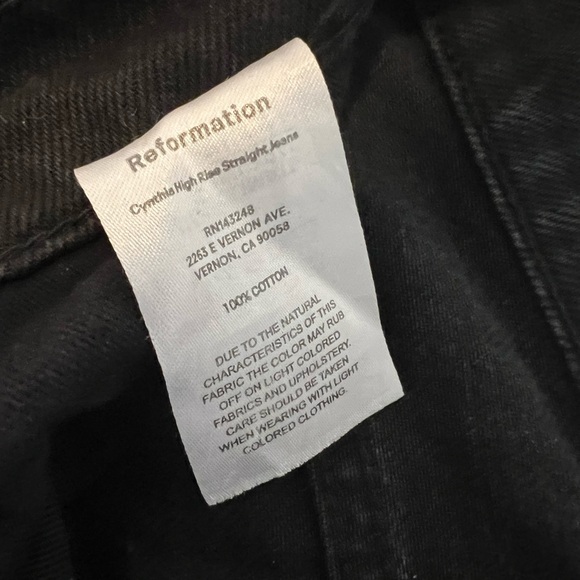 Reformation
Cynthia High Rise Straight Jeans
RN143248
2263 E VERNON AVE.
VERNON, CA 90058
100% COTTON
DUE TO THE NATURAL
CHARACTERISTICS OF THIS
FABRIC THE COLOR MAY RUB
OFF ON LIGHT COLORED
FABRICS AND UPHOLSTERY.
CARE SHOULD BE TAKEN
WHEN WEARING WITH LIGHT
COLORED CLOTHING.